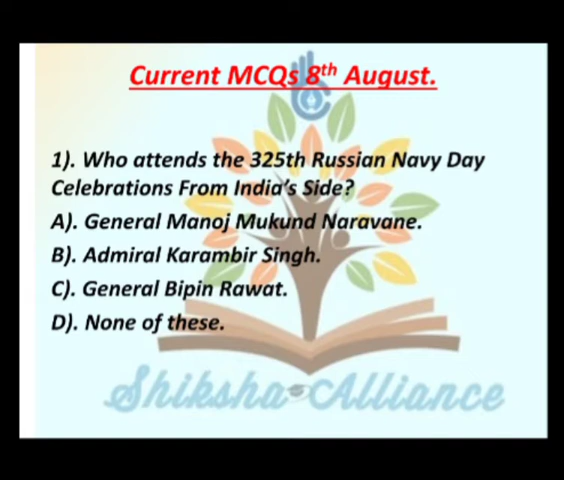 Current MCQs 8th August.
1). Who attends the 325th Russian Navy Day
Celebrations From India's Side?
A). General Manoj Mukund Naravane.
B). Admiral Karambir Singh.
C). General Bipin Rawat.
D). None of these.
Shiksha Alliance